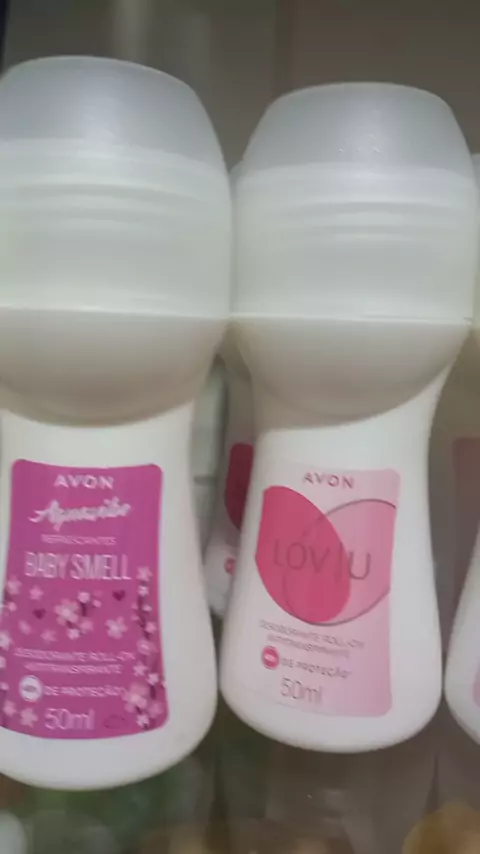 AVON
Aquavibe
REFRESCANTES
BABY SMELL
DESODORANTE ROLL-ON
ANTITRANSPIRANTE
DE PROTEÇÃO*
50ml
AVON
LOV|U
DESODORANTE ROLL-ON
ANTITRANSPIRANTE
DE PROTEÇÃO*
50ml